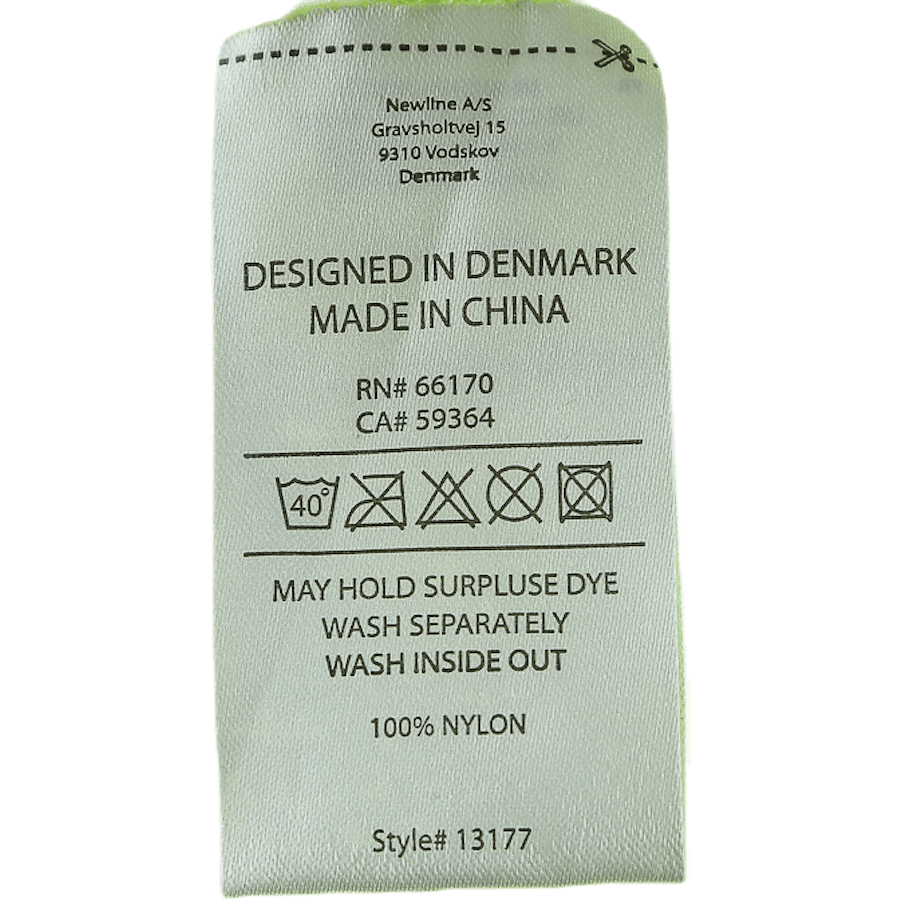 Newline A/S
Gravsholtvej 15
9310 Vodskov
Denmark
DESIGNED IN DENMARK
MADE IN CHINA
RN# 66170
CA# 59364
40°
MAY HOLD SURPLUSE DYE
WASH SEPARATELY
WASH INSIDE OUT
100% NYLON
Style# 13177